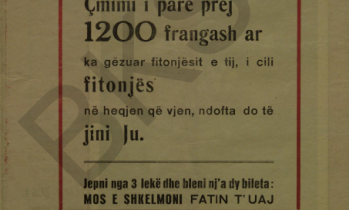 Çmimi i parë prej
1200 frangash ar
ka gëzuar fitonjësit e tij, i cili
fitonjës
në heqjen që vjen, ndofta do të
jini Ju.
Jepni nga 3 lekë dhe bleni nj'a dy bileta:
MOS E SHKELMONI FATIN T'UAJ
BKS